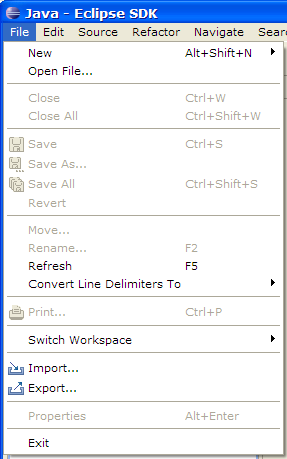 Java - Eclipse SDK
File Edit Source Refactor Navigate Sear
New Alt+Shift+N
Open File...
Close Ctrl+W
Close All Ctrl+Shift+W
Save Ctrl+S
Save As...
Save All Ctrl+Shift+S
Revert
Move...
Rename... F2
Refresh F5
Convert Line Delimiters To
Print... Ctrl+P
Switch Workspace
Import...
Export...
Properties Alt+Enter
Exit